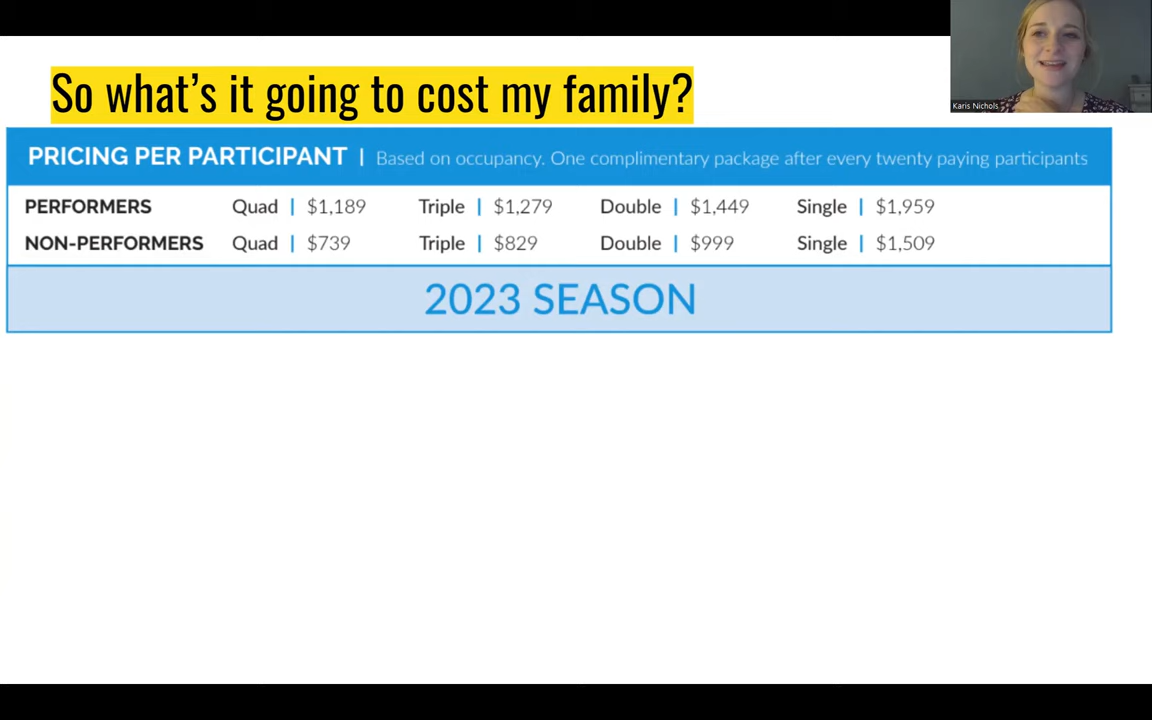 So what's it going to cost my family?
Karis Nichols
PRICING PER PARTICIPANT | Based on occupancy. One complimentary package after every twenty paying participants
PERFORMERS Quad | $1,189 Triple | $1,279 Double | $1,449 Single | $1,959
NON-PERFORMERS Quad | $739 Triple | $829 Double | $999 Single | $1,509
2023 SEASON